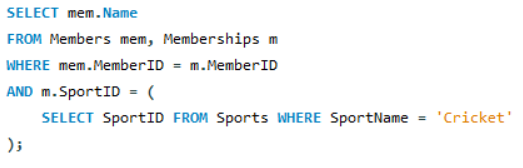 SELECT mem.Name
FROM Members mem, Memberships m
WHERE mem.MemberID = m.MemberID
AND m.SportID = (
    SELECT SportID FROM Sports WHERE SportName = 'Cricket'
);